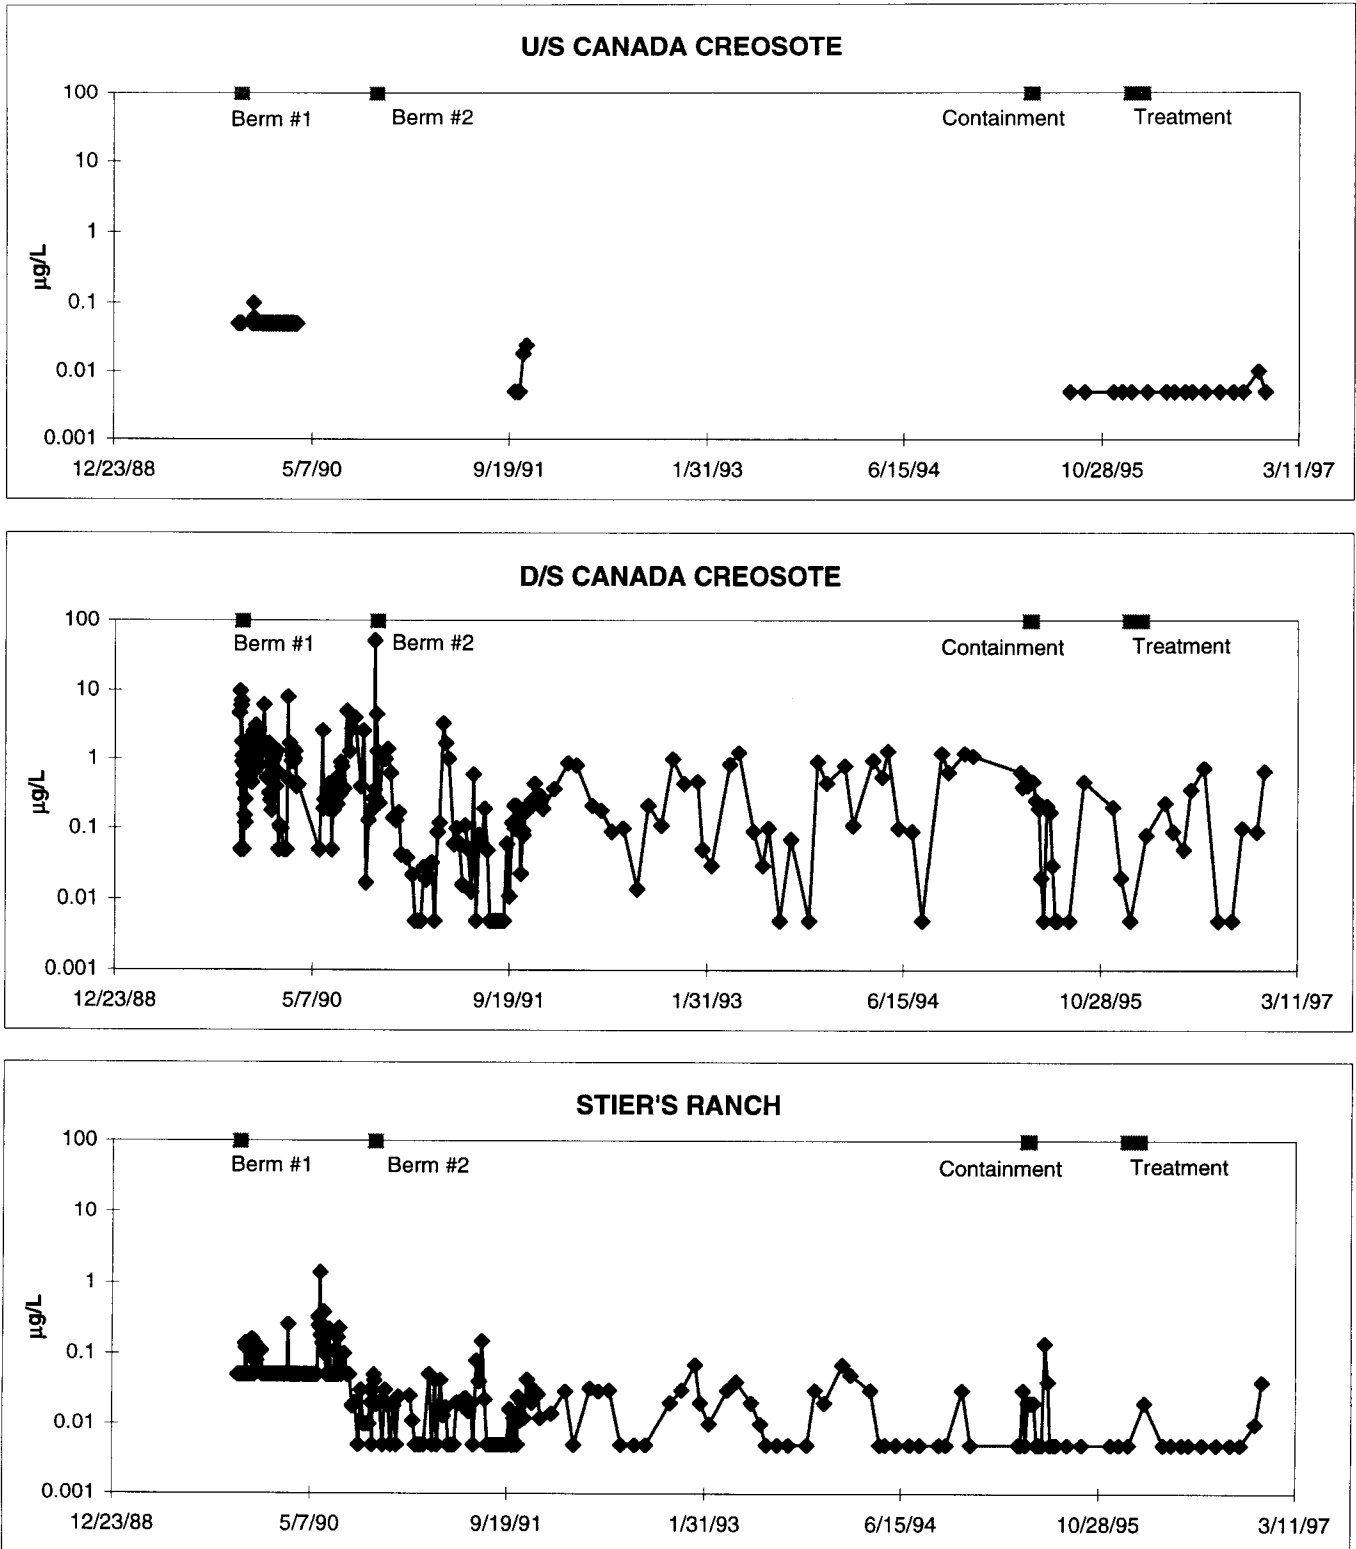 U/S CANADA CREOSOTE
100
Berm #1 Berm #2 Containment Treatment
10
1
µg/L
0.1
0.01
0.001
12/23/88 5/7/90 9/19/91 1/31/93 6/15/94 10/28/95 3/11/97
D/S CANADA CREOSOTE
100
Berm #1 Berm #2 Containment Treatment
10
1
µg/L
0.1
0.01
0.001
12/23/88 5/7/90 9/19/91 1/31/93 6/15/94 10/28/95 3/11/97
STIER'S RANCH
100
Berm #1 Berm #2 Containment Treatment
10
1
µg/L
0.1
0.01
0.001
12/23/88 5/7/90 9/19/91 1/31/93 6/15/94 10/28/95 3/11/97